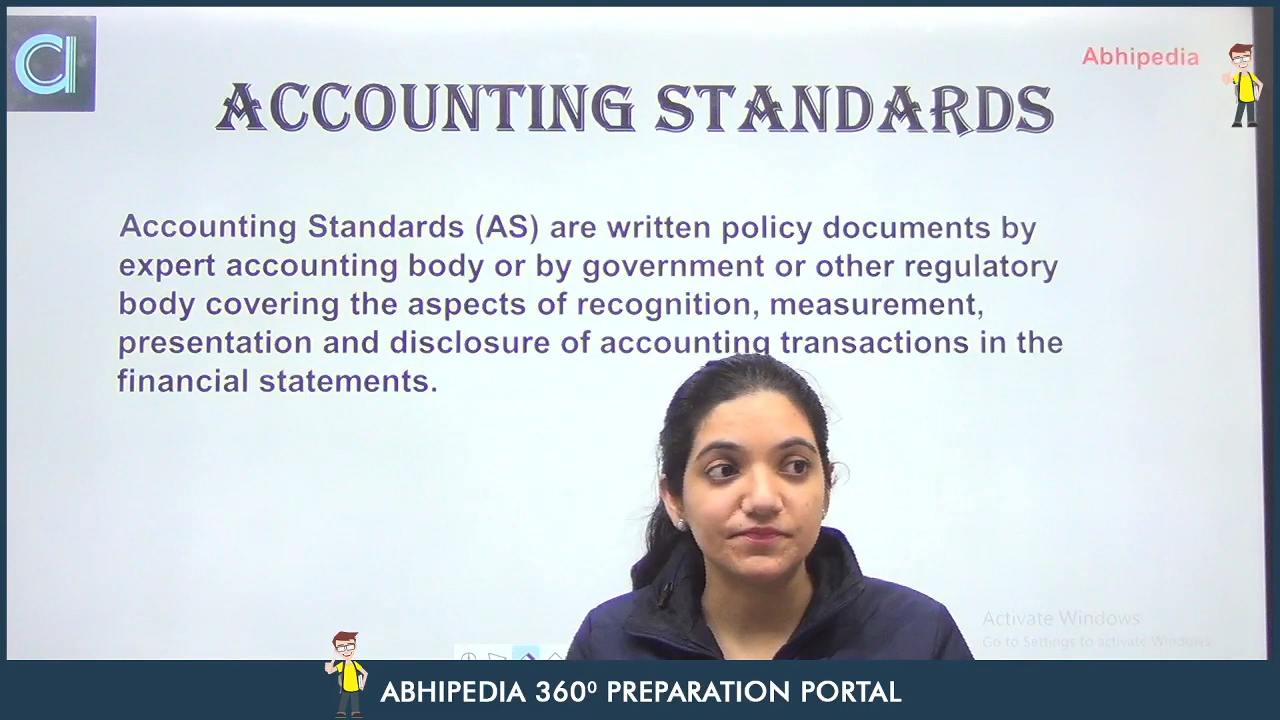 Abhipedia
ACCOUNTING STANDARDS
Accounting Standards (AS) are written policy documents by
expert accounting body or by government or other regulatory
body covering the aspects of recognition, measurement,
presentation and disclosure of accounting transactions in the
financial statements.
Activate Windows
Go to Settings to activate Windows
ABHIPEDIA 360⁰ PREPARATION PORTAL